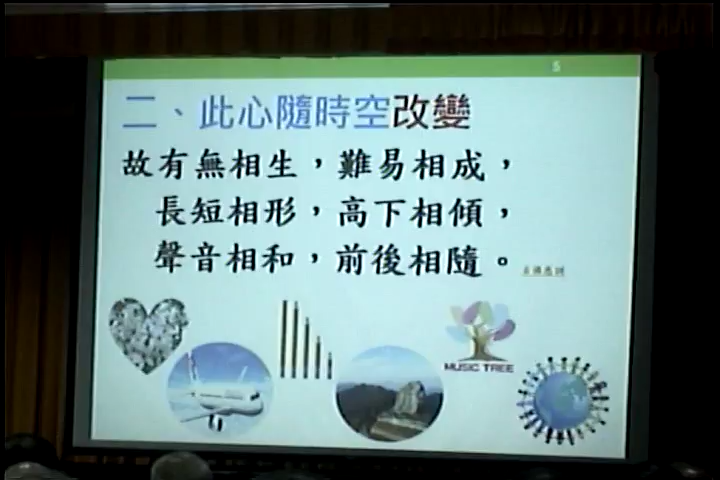 5
二、此心隨時空改變
故有無相生，難易相成，
長短相形，高下相傾，
聲音相和，前後相隨。
MUSIC TREE